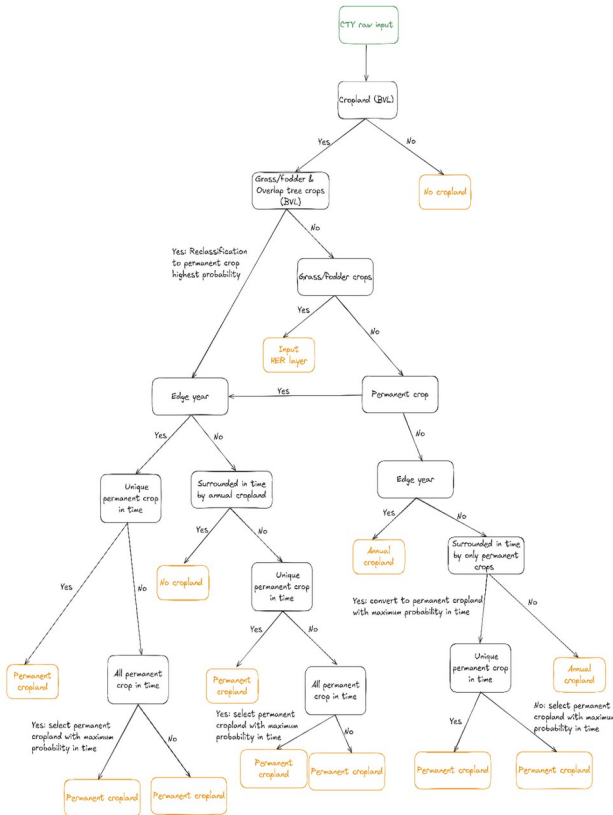 CTY raw input
Cropland (BVL)
Yes
No
Grass/fodder &
Overlap tree crops
(BVL)
No cropland
No
Yes: Reclassification
to permanent crop
highest probability
Grass/fodder crops
Yes
No
Input
HER layer
Edge year
Yes
Permanent crop
Yes
No
No
Unique
permanent crop
in time
Surrounded in time
by annual cropland
Edge year
Yes
No
Yes
No
No cropland
Annual
cropland
Surrounded in time
by only permanent
crops
Yes
No
Unique
permanent crop
in time
Yes: convert to permanent cropland
with maximum probability in time
No
Yes
No
Permanent
cropland
All permanent
crop in time
Permanent
cropland
All permanent
crop in time
Unique
permanent crop
in time
Annual
cropland
Yes: select permanent
cropland with maximum
probability in time
No
Yes: select permanent
cropland with maximum
probability in time
No
Yes
No: select permanent
cropland with maximum
probability in time
Permanent cropland
Permanent cropland
Permanent
cropland
Permanent cropland
Permanent cropland
Permanent cropland